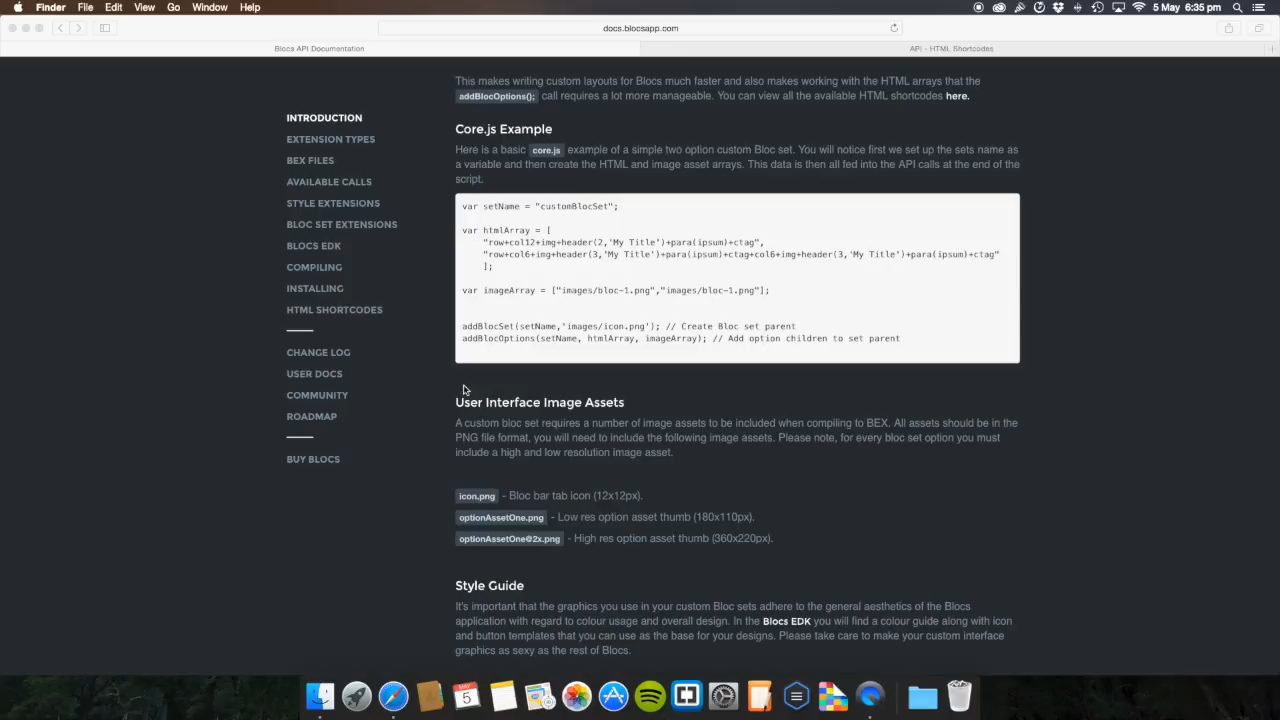 Finder File Edit View Go Window Help
5 May 6:35 pm
docs.blocsapp.com
Blocs API Documentation
API - HTML Shortcodes
INTRODUCTION
EXTENSION TYPES
BEX FILES
AVAILABLE CALLS
STYLE EXTENSIONS
BLOC SET EXTENSIONS
BLOCS EDK
COMPILING
INSTALLING
HTML SHORTCODES
CHANGE LOG
USER DOCS
COMMUNITY
ROADMAP
BUY BLOCS
This makes writing custom layouts for Blocs much faster and also makes working with the HTML arrays that the
addBlocOptions(); call requires a lot more manageable. You can view all the available HTML shortcodes here.
Core.js Example
Here is a basic core.js example of a simple two option custom Bloc set. You will notice first we set up the sets name as
a variable and then create the HTML and image asset arrays. This data is then all fed into the API calls at the end of the
script.
var setName = "customBlocSet";
var htmlArray = [
"row+col12+img+header(2,'My Title')+para(ipsum)+ctag",
"row+col6+img+header(3,'My Title')+para(ipsum)+ctag+col6+img+header(3,'My Title')+para(ipsum)+ctag"
];
var imageArray = ["images/bloc-1.png","images/bloc-1.png"];
addBlocSet(setName,'images/icon.png'); // Create Bloc set parent
addBlocOptions(setName, htmlArray, imageArray); // Add option children to set parent
User Interface Image Assets
A custom bloc set requires a number of image assets to be included when compiling to BEX. All assets should be in the
PNG file format, you will need to include the following image assets. Please note, for every bloc set option you must
include a high and low resolution image asset.
icon.png - Bloc bar tab icon (12x12px).
optionAssetOne.png - Low res option asset thumb (180x110px).
optionAssetOne@2x.png - High res option asset thumb (360x220px).
Style Guide
It's important that the graphics you use in your custom Bloc sets adhere to the general aesthetics of the Blocs
application with regard to colour usage and overall design. In the Blocs EDK you will find a colour guide along with icon
and button templates that you can use as the base for your designs. Please take care to make your custom interface
graphics as sexy as the rest of Blocs.
MAY
5